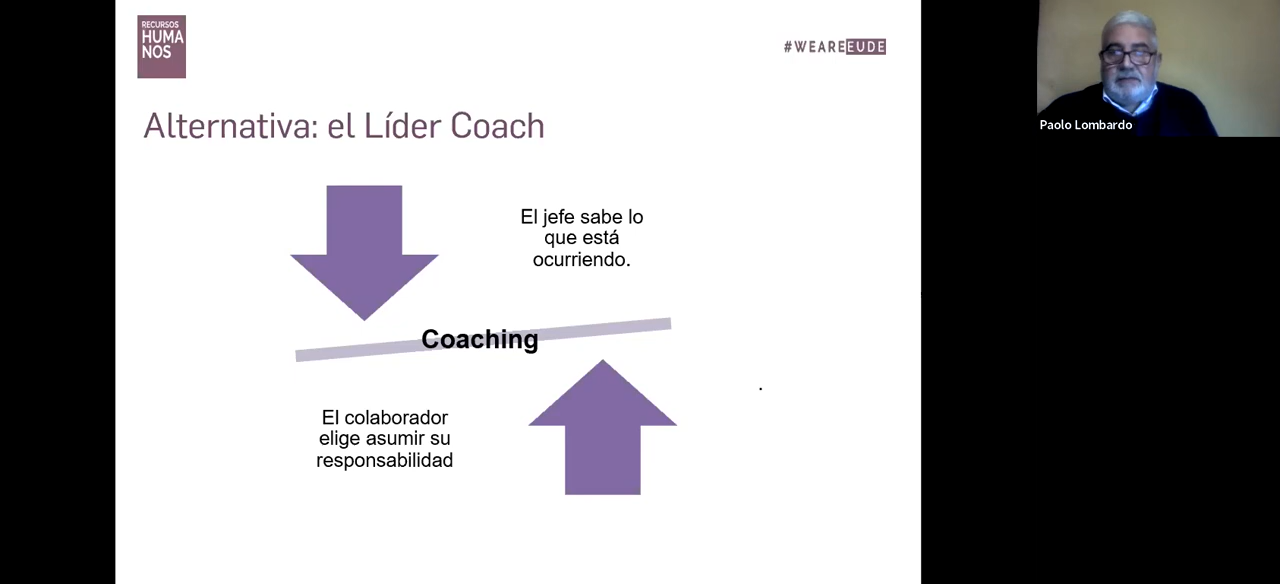 RECURSOS
HUMA
NOS
#WEAREEUDE
Alternativa: el Líder Coach
El jefe sabe lo
que está
ocurriendo.
Coaching
.
El colaborador
elige asumir su
responsabilidad
Paolo Lombardo